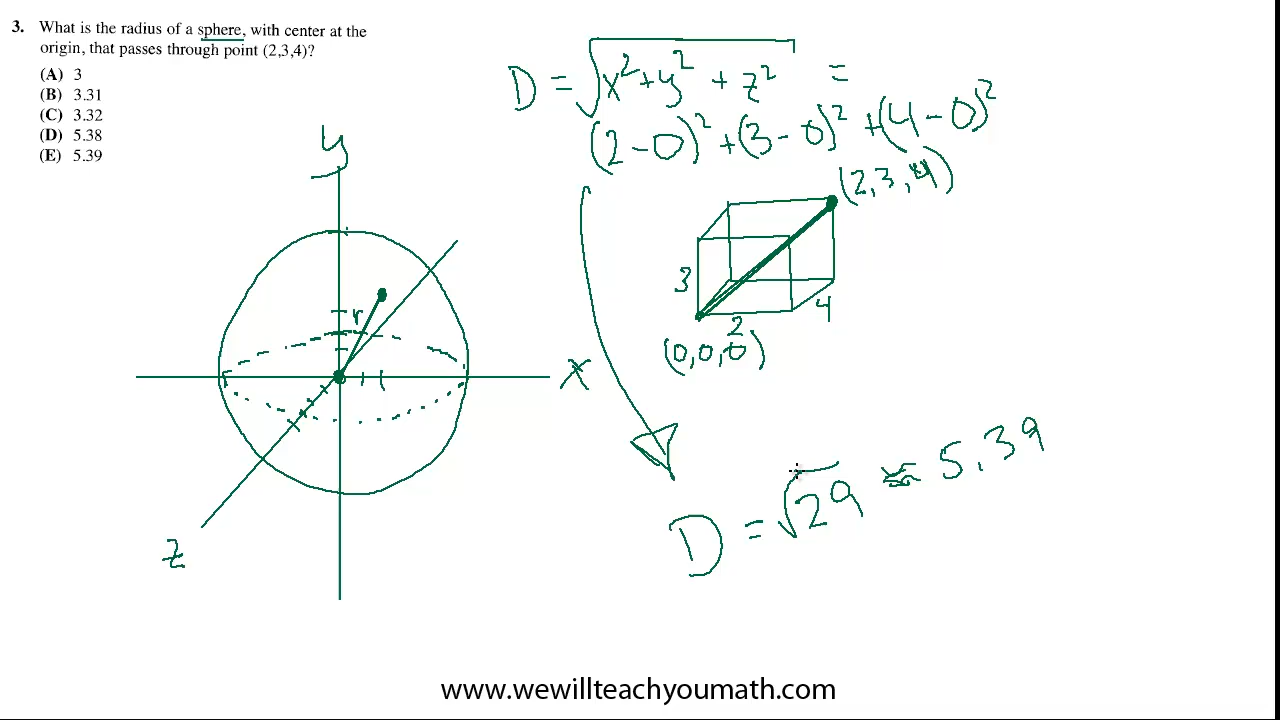 3. What is the radius of a sphere, with center at the
origin, that passes through point (2,3,4)?
(A) 3
(B) 3.31
(C) 3.32
(D) 5.38
(E) 5.39
D = √x²+y²+z² =
(2-0)²+(3-0)²+(4-0)²
(2,3,4)
3
2
4
(0,0,0)
y
r
x
z
D = √29 ≈ 5.39
www.wewillteachyoumath.com